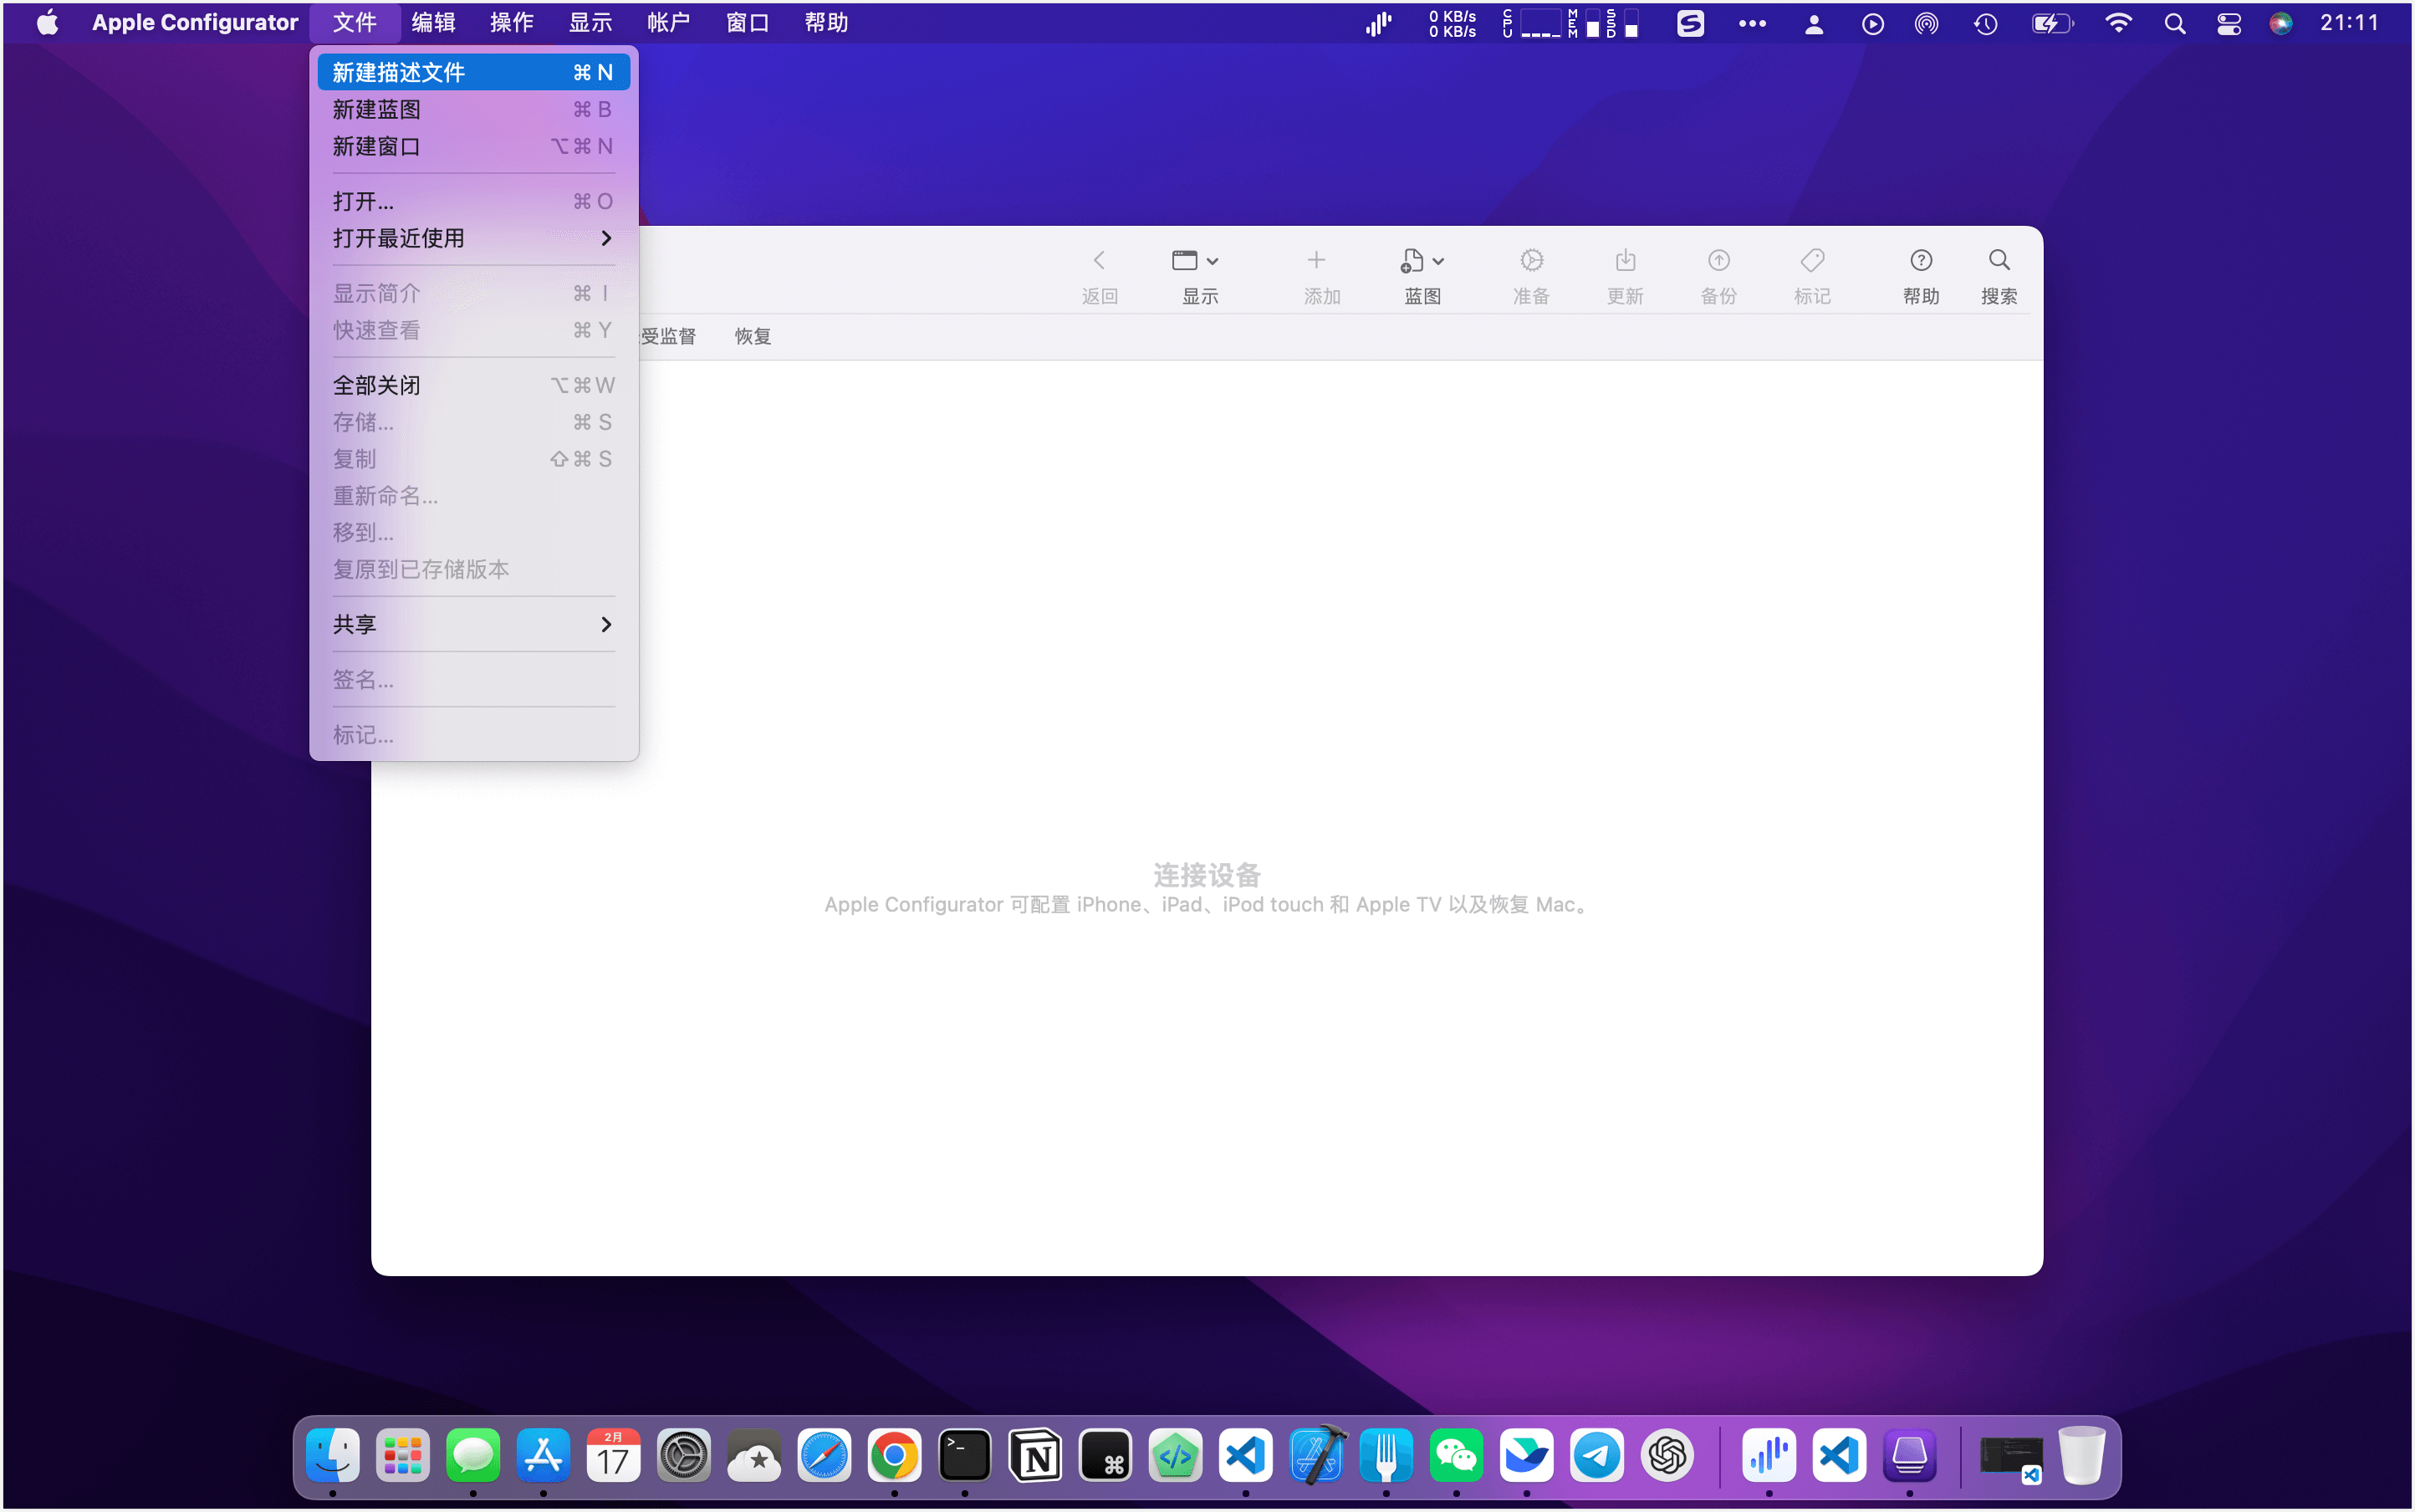 Apple Configurator 文件 编辑 操作 显示 帐户 窗口 帮助 0 KB/s CPU MEM SSD 21:11
0 KB/s
新建描述文件 ⌘ N
新建蓝图 ⌘ B
新建窗口 ⌥ ⌘ N
打开... ⌘ O
打开最近使用
显示简介 ⌘ I
快速查看 ⌘ Y
全部关闭 ⌥ ⌘ W
存储... ⌘ S
复制 ⇧ ⌘ S
重新命名...
移到...
复原到已存储版本
共享
签名...
标记...
返回 显示 添加 蓝图 准备 更新 备份 标记 帮助 搜索
受监督 恢复
连接设备
Apple Configurator 可配置 iPhone、iPad、iPod touch 和 Apple TV 以及恢复 Mac。
2月
17